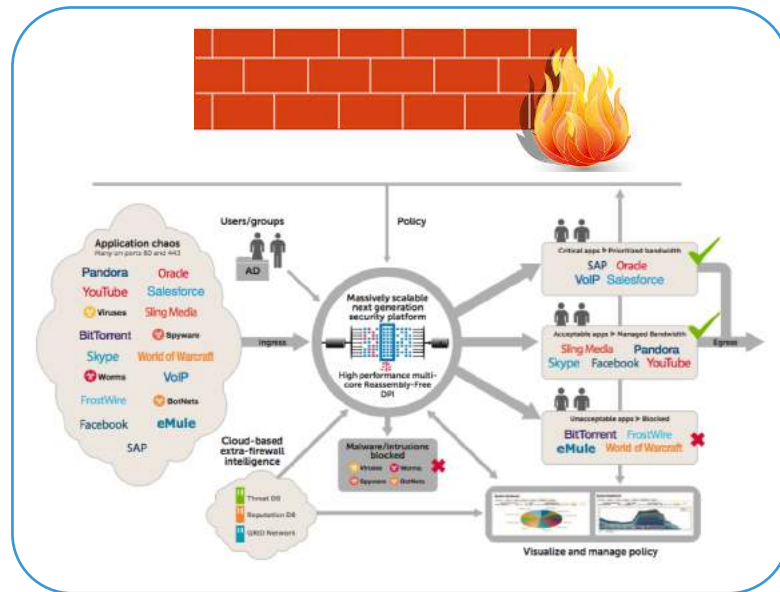 Users/groups
Policy
AD
Application chaos
Many on ports 80 and 443
Pandora Oracle
YouTube Salesforce
Viruses Sling Media
BitTorrent Spyware
Skype World of Warcraft
Worms VoIP
FrostWire BotNets
Facebook eMule
SAP
Ingress
Massively scalable
next generation
security platform
High performance multi-
core Reassembly-Free
DPI
Critical apps > Prioritized bandwidth
SAP Oracle
VoIP Salesforce
Acceptable apps > Managed Bandwidth
Sling Media Pandora
Skype Facebook YouTube
Egress
Unacceptable apps > Blocked
BitTorrent FrostWire
eMule World of Warcraft
Malware/Intrusions
blocked
Viruses Worms
Spyware BotNets
Cloud-based
extra-firewall
intelligence
Threat DB
Reputation DB
GRID Network
Visualize and manage policy